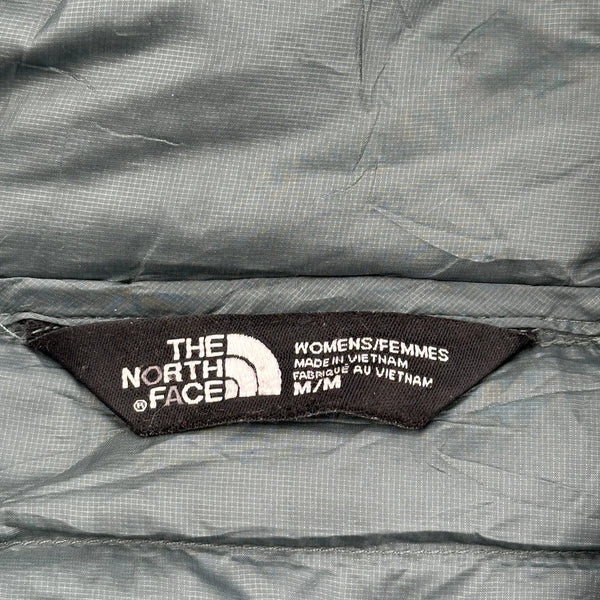 THE
NORTH
FACE
®
WOMENS/FEMMES
MADE IN VIETNAM
FABRIQUÉ AU VIETNAM
M/M